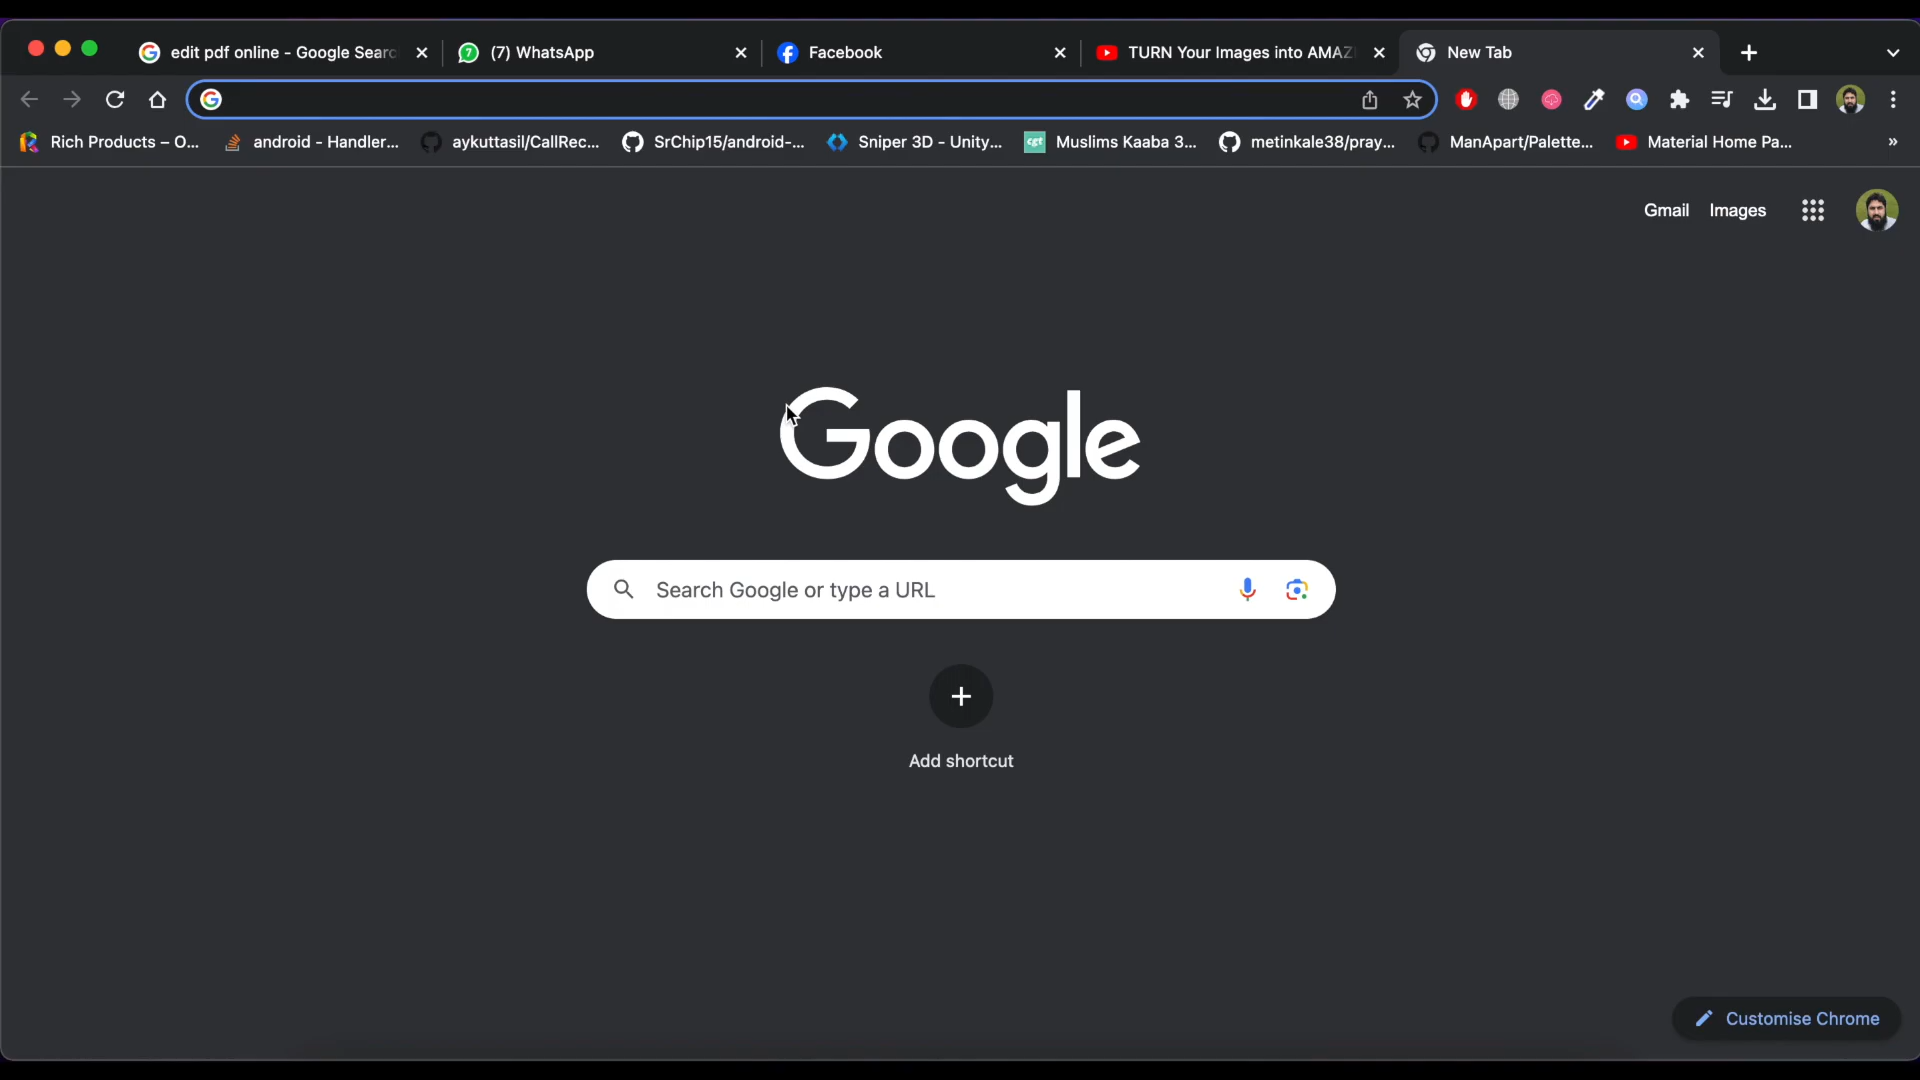 edit pdf online - Google Searc
7 (7) WhatsApp
Facebook
TURN Your Images into AMAZ
New Tab
Rich Products – O...
android - Handler...
aykuttasil/CallRec...
SrChip15/android-...
Sniper 3D - Unity...
cgt Muslims Kaaba 3...
metinkale38/pray...
ManApart/Palette...
Material Home Pa...
Gmail Images
Google
Search Google or type a URL
Add shortcut
Customise Chrome